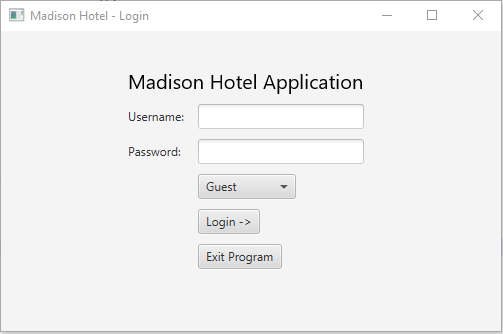 Madison Hotel - Login
Madison Hotel Application
Username:
Password:
Guest
Login ->
Exit Program